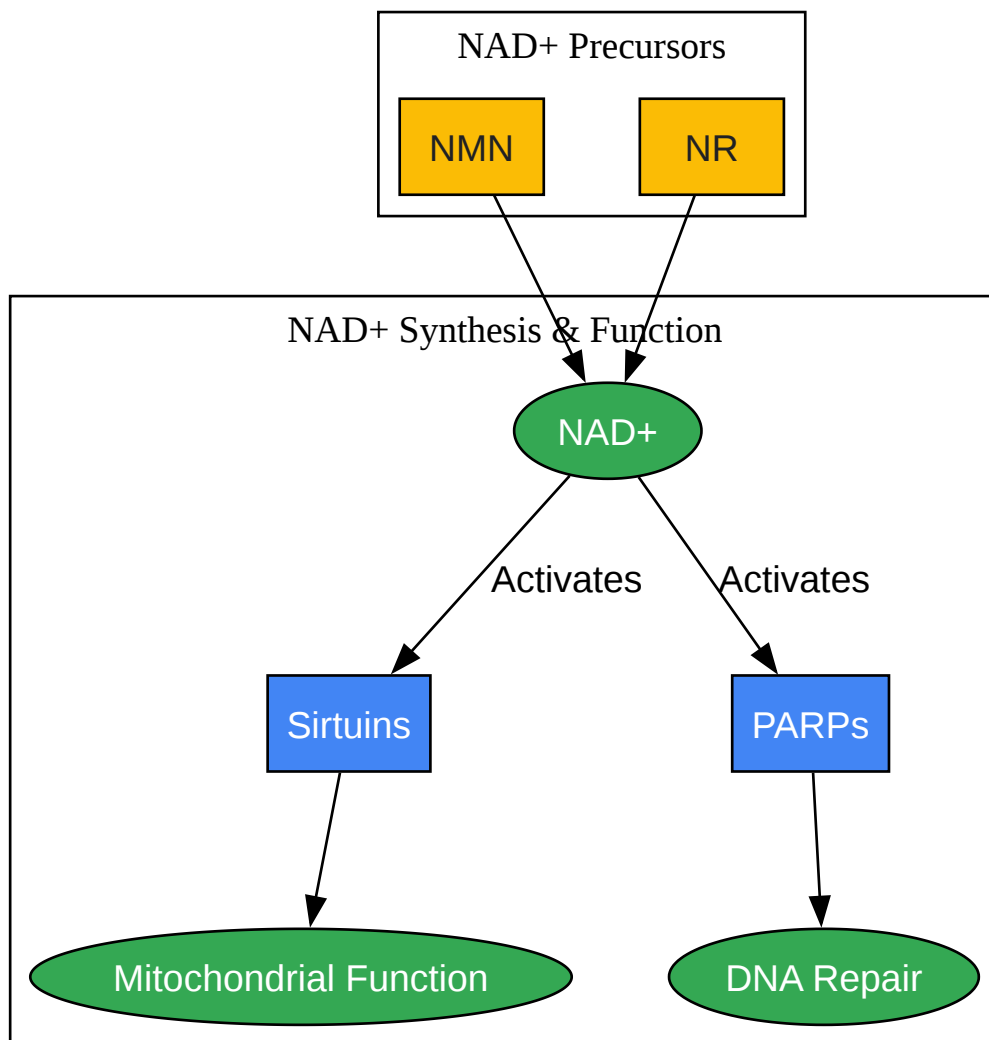 NAD+ Precursors
NMN
NR
NAD+ Synthesis & Function
NAD+
Activates
Activates
Sirtuins
PARPs
Mitochondrial Function
DNA Repair